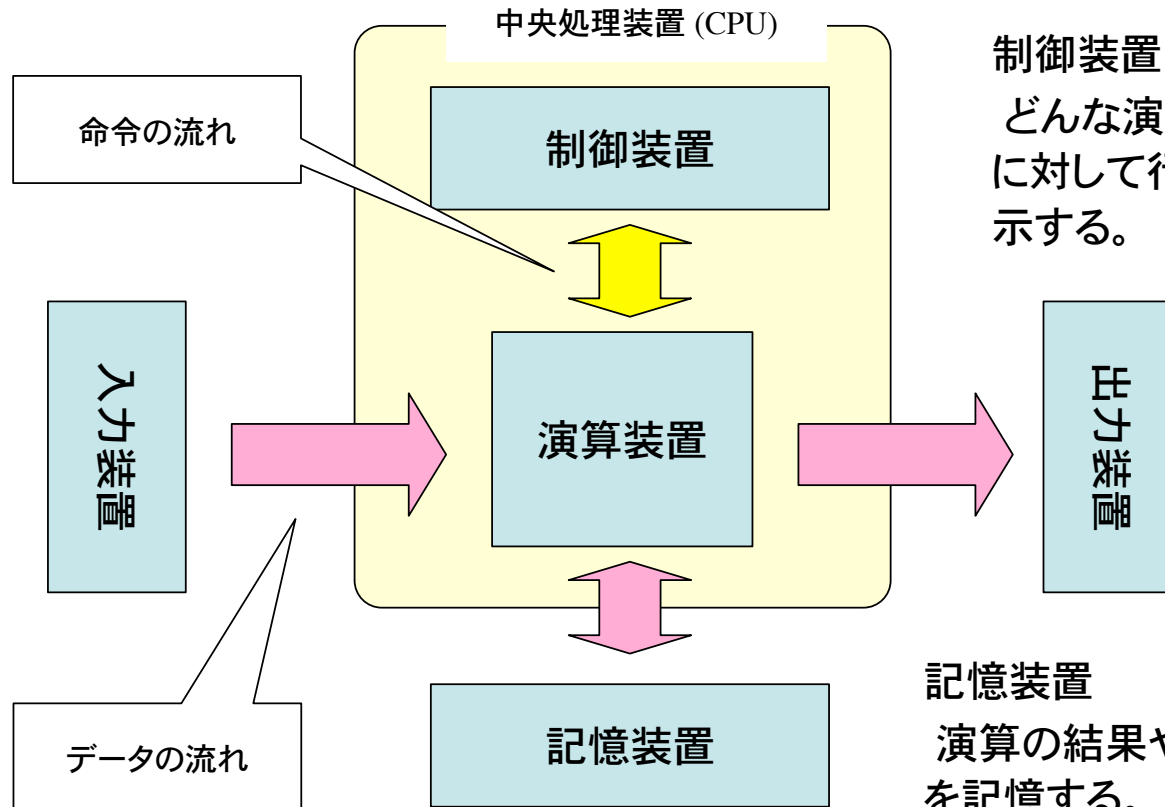 中央処理装置 (CPU)
命令の流れ
制御装置
制御装置
どんな演
に対して行
示する。
入力装置
演算装置
出力装置
データの流れ
記憶装置
記憶装置
演算の結果や
を記憶する。